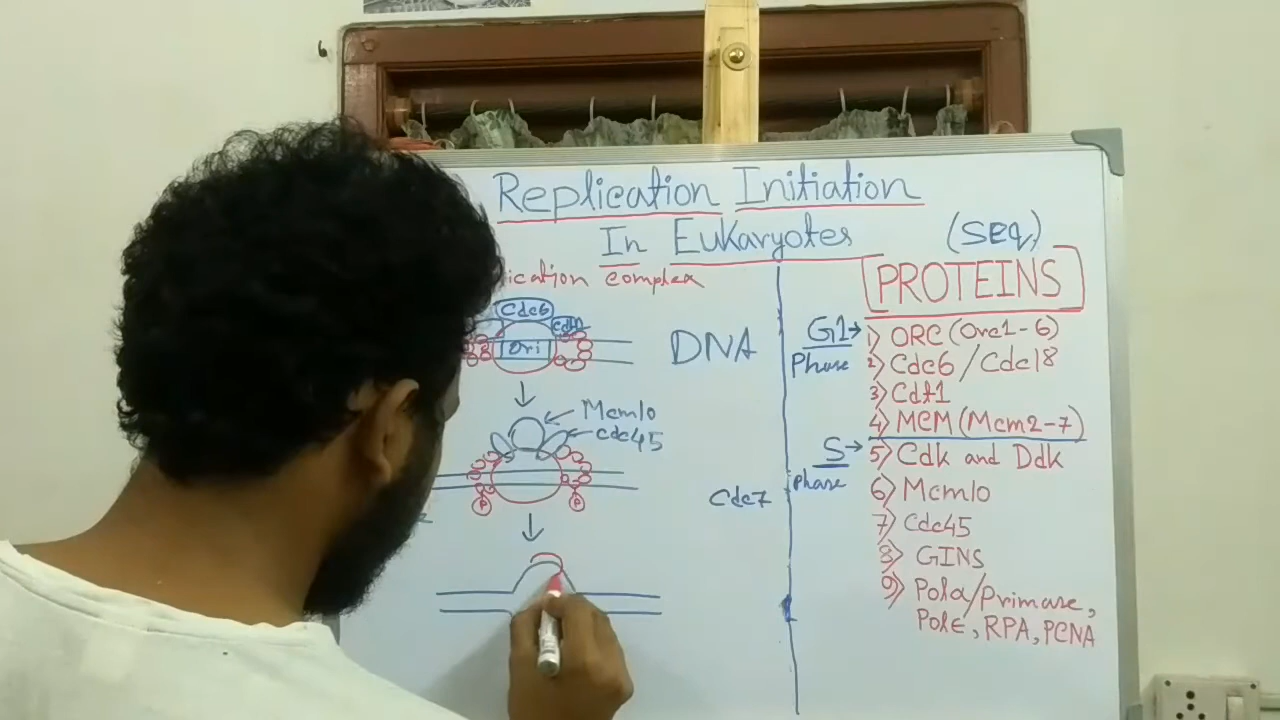 Replication Initiation
In Eukaryotes
(Seq)
plication complex
PROTEINS
Cdc6
Cdt1
Ori
DNA
G1→
Phase
1) ORC (Orc1-6)
2) Cdc6/Cdc18
3) Cdt1
4) MCM (Mcm2-7)
Mcm10
cdc45
S→
phase
5) Cdk and Ddk
6) Mcm10
7) Cdc45
8) GINS
9) Polα/Primase,
Polε, RPA, PCNA
P
P
Cdc7